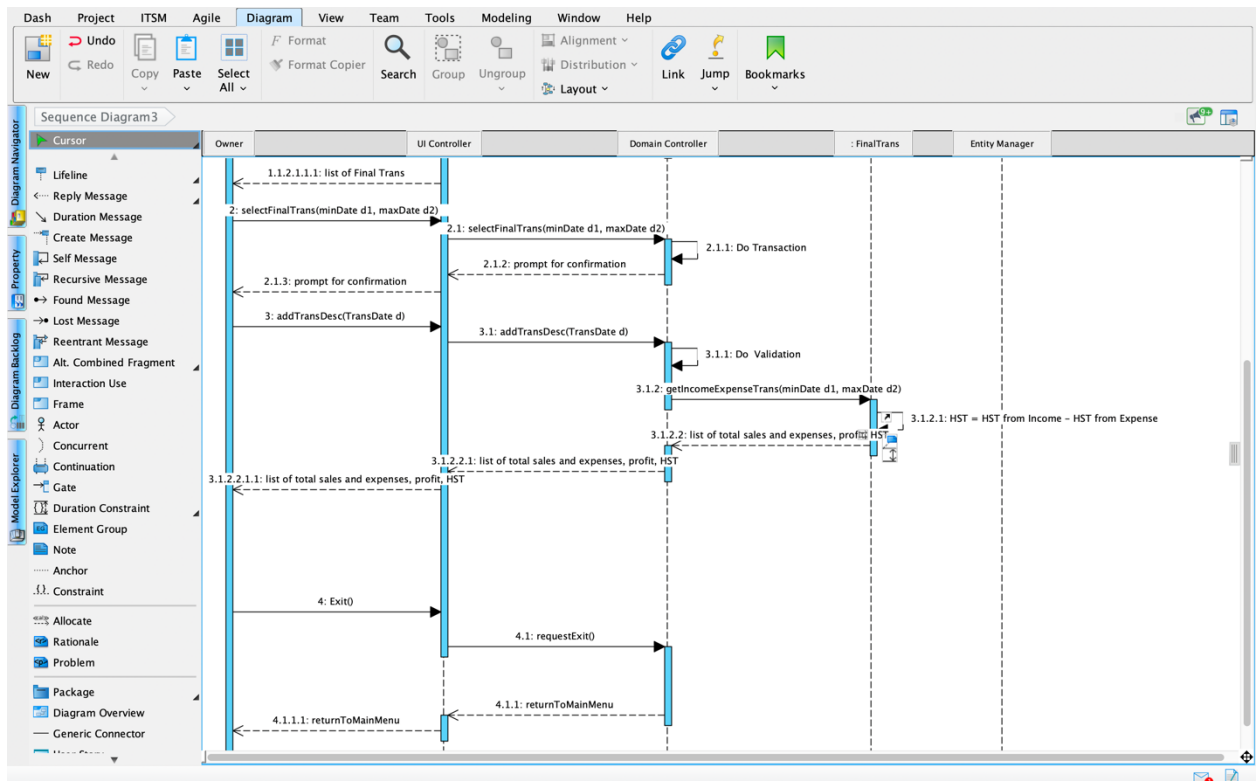 Dash Project ITSM Agile Diagram View Team Tools Modeling Window Help
New
Undo
Redo
Copy
Paste
Select All
Format
Format Copier
Search
Group
Ungroup
Alignment
Distribution
Layout
Link
Jump
Bookmarks
Sequence Diagram3
9+
Diagram Navigator
Property
Diagram Backlog
Model Explorer
Cursor
Lifeline
Reply Message
Duration Message
Create Message
Self Message
Recursive Message
Found Message
Lost Message
Reentrant Message
Alt. Combined Fragment
Interaction Use
Frame
Actor
Concurrent
Continuation
Gate
Duration Constraint
Element Group
Note
Anchor
Constraint
Allocate
Rationale
Problem
Package
Diagram Overview
Generic Connector
Owner UI Controller Domain Controller : FinalTrans Entity Manager
1.1.2.1.1.1: list of Final Trans
2: selectFinalTrans(minDate d1, maxDate d2)
2.1: selectFinalTrans(minDate d1, maxDate d2)
2.1.1: Do Transaction
2.1.2: prompt for confirmation
2.1.3: prompt for confirmation
3: addTransDesc(TransDate d)
3.1: addTransDesc(TransDate d)
3.1.1: Do Validation
3.1.2: getIncomeExpenseTrans(minDate d1, maxDate d2)
3.1.2.1: HST = HST from Income - HST from Expense
3.1.2.2: list of total sales and expenses, profit, HST
3.1.2.2.1: list of total sales and expenses, profit, HST
3.1.2.2.1.1: list of total sales and expenses, profit, HST
4: Exit()
4.1: requestExit()
4.1.1: returnToMainMenu
4.1.1.1: returnToMainMenu